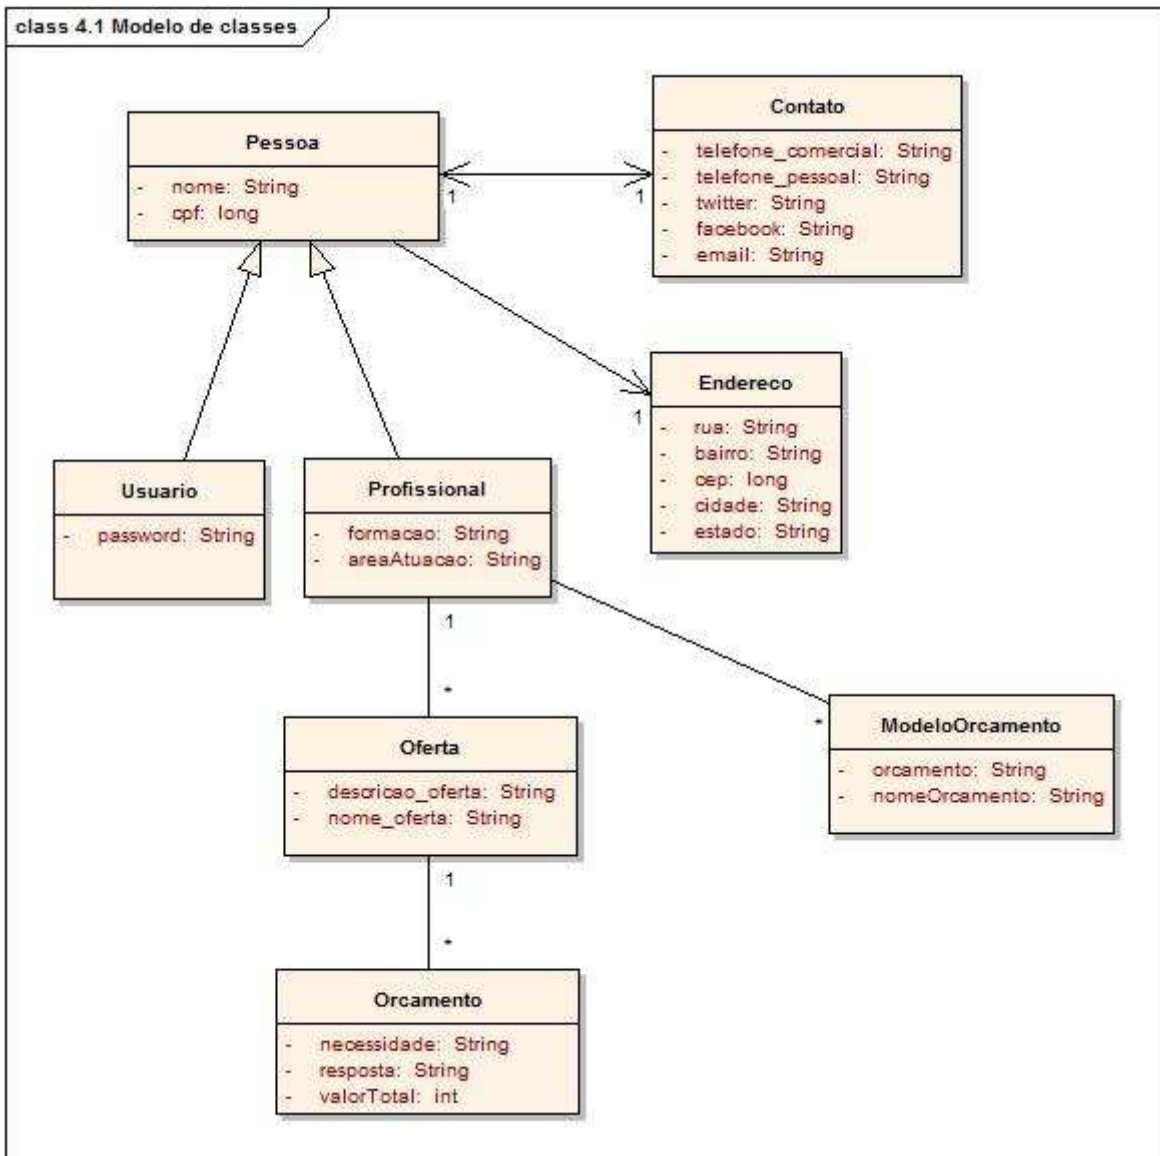 class 4.1 Modelo de classes
Pessoa
- nome: String
- cpf: long
1
1
Contato
- telefone_comercial: String
- telefone_pessoal: String
- twitter: String
- facebook: String
- email: String
Endereco
- rua: String
- bairro: String
- cep: long
- cidade: String
- estado: String
1
Usuario
- password: String
Profissional
- formacao: String
- areaAtuacao: String
1
*
*
ModeloOrcamento
- orcamento: String
- nomeOrcamento: String
Oferta
- descricao_oferta: String
- nome_oferta: String
1
*
Orcamento
- necessidade: String
- resposta: String
- valorTotal: int